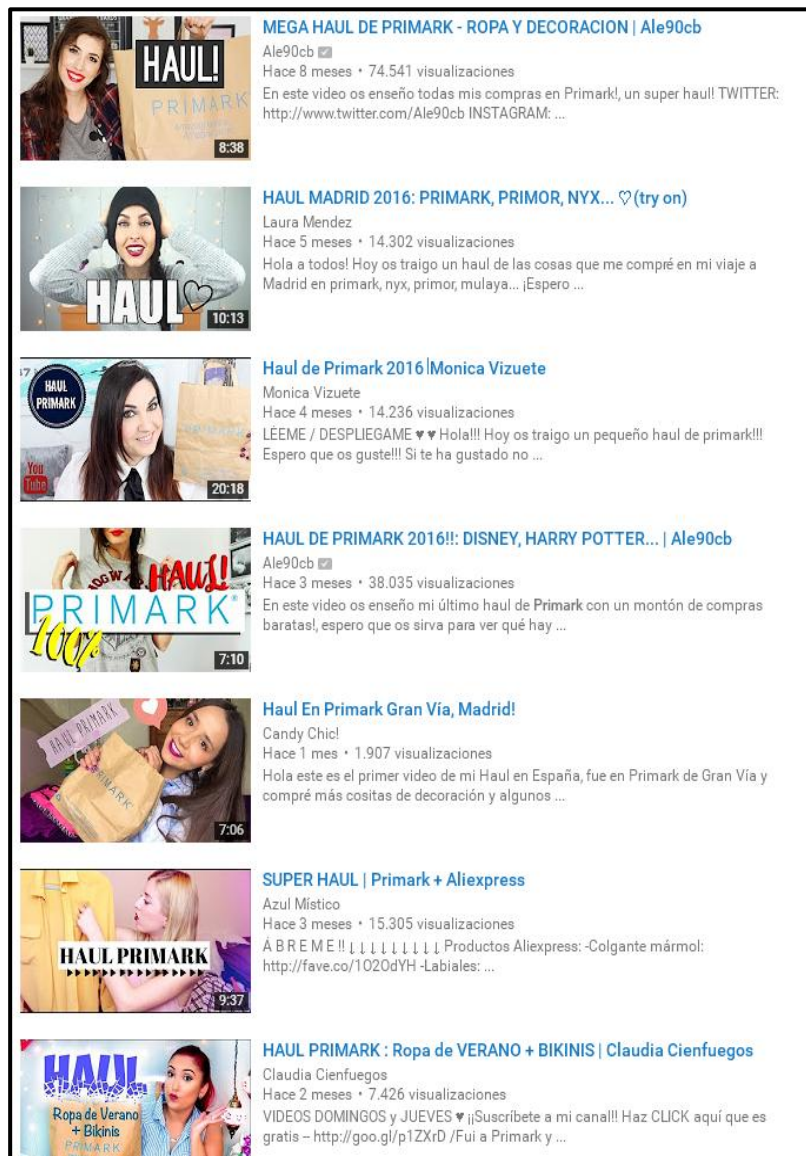 HAUL!
PRIMARK
8:38
MEGA HAUL DE PRIMARK - ROPA Y DECORACION | Ale90cb
Ale90cb
Hace 8 meses • 74.541 visualizaciones
En este video os enseño todas mis compras en Primark!, un super haul! TWITTER:
http://www.twitter.com/Ale90cb INSTAGRAM: ...
HAUL♡
10:13
HAUL MADRID 2016: PRIMARK, PRIMOR, NYX... ♡(try on)
Laura Mendez
Hace 5 meses • 14.302 visualizaciones
Hola a todos! Hoy os traigo un haul de las cosas que me compré en mi viaje a
Madrid en primark, nyx, primor, mulaya... ¡Espero ...
HAUL
PRIMARK
PRIMARK
You
Tube
20:18
Haul de Primark 2016 |Monica Vizuete
Monica Vizuete
Hace 4 meses • 14.236 visualizaciones
LÉEME / DESPLIEGAME ♥ ♥ Hola!!! Hoy os traigo un pequeño haul de primark!!!
Espero que os guste!!! Si te ha gustado no ...
HAUL!
PRIMARK
100%
7:10
HAUL DE PRIMARK 2016!!: DISNEY, HARRY POTTER... | Ale90cb
Ale90cb
Hace 3 meses • 38.035 visualizaciones
En este video os enseño mi último haul de Primark con un montón de compras
baratas!, espero que os sirva para ver qué hay ...
HAUL PRIMARK
PRIMARK
7:06
Haul En Primark Gran Vía, Madrid!
Candy Chic!
Hace 1 mes • 1.907 visualizaciones
Hola este es el primer video de mi Haul en España, fue en Primark de Gran Vía y
compré más cositas de decoración y algunos ...
HAUL PRIMARK
9:37
SUPER HAUL | Primark + Aliexpress
Azul Místico
Hace 3 meses • 15.305 visualizaciones
Á B R E M E !! ↓ ↓ ↓ ↓ ↓ ↓ ↓ ↓ ↓ Productos Aliexpress: -Colgante mármol:
http://fave.co/1O2OdYH -Labiales: ...
HAUL
Ropa de Verano
+ Bikinis
PRIMARK
HAUL PRIMARK : Ropa de VERANO + BIKINIS | Claudia Cienfuegos
Claudia Cienfuegos
Hace 2 meses • 7.426 visualizaciones
VIDEOS DOMINGOS y JUEVES ♥ ¡¡Suscríbete a mi canal!! Haz CLICK aquí que es
gratis – http://goo.gl/p1ZXrD /Fui a Primark y ...